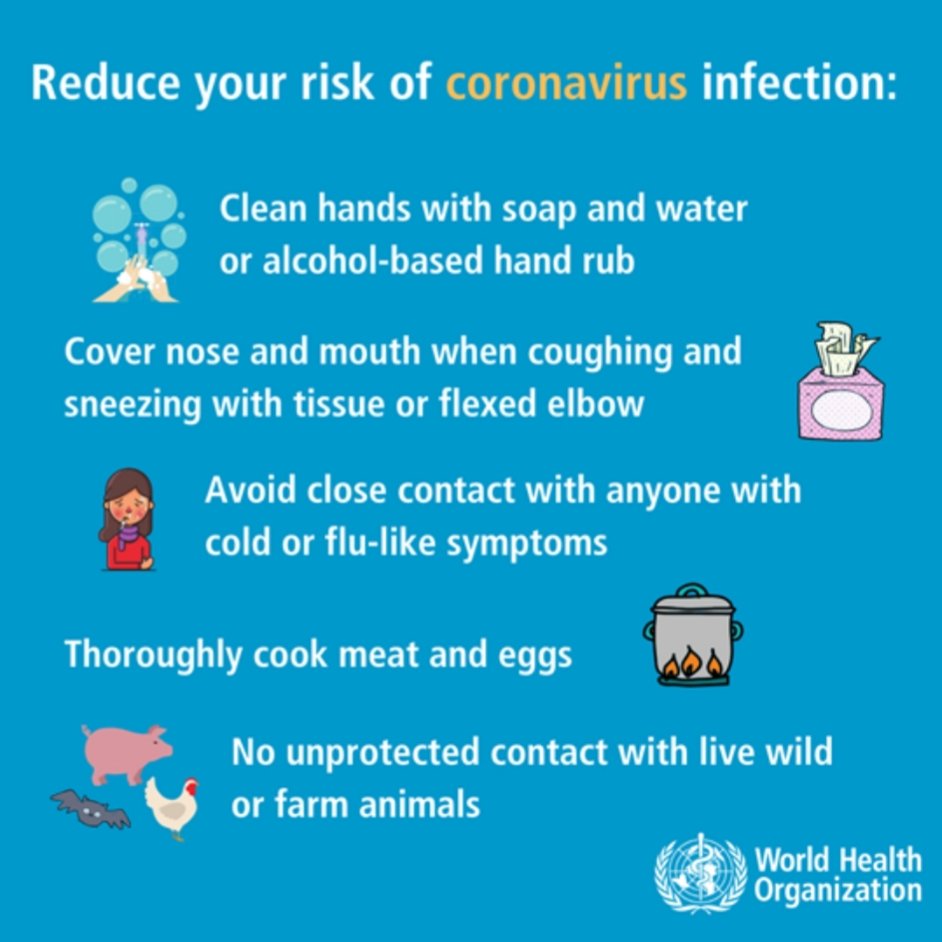 Reduce your risk of coronavirus infection:
Clean hands with soap and water
or alcohol-based hand rub
Cover nose and mouth when coughing and
sneezing with tissue or flexed elbow
Avoid close contact with anyone with
cold or flu-like symptoms
Thoroughly cook meat and eggs
No unprotected contact with live wild
or farm animals
World Health
Organization